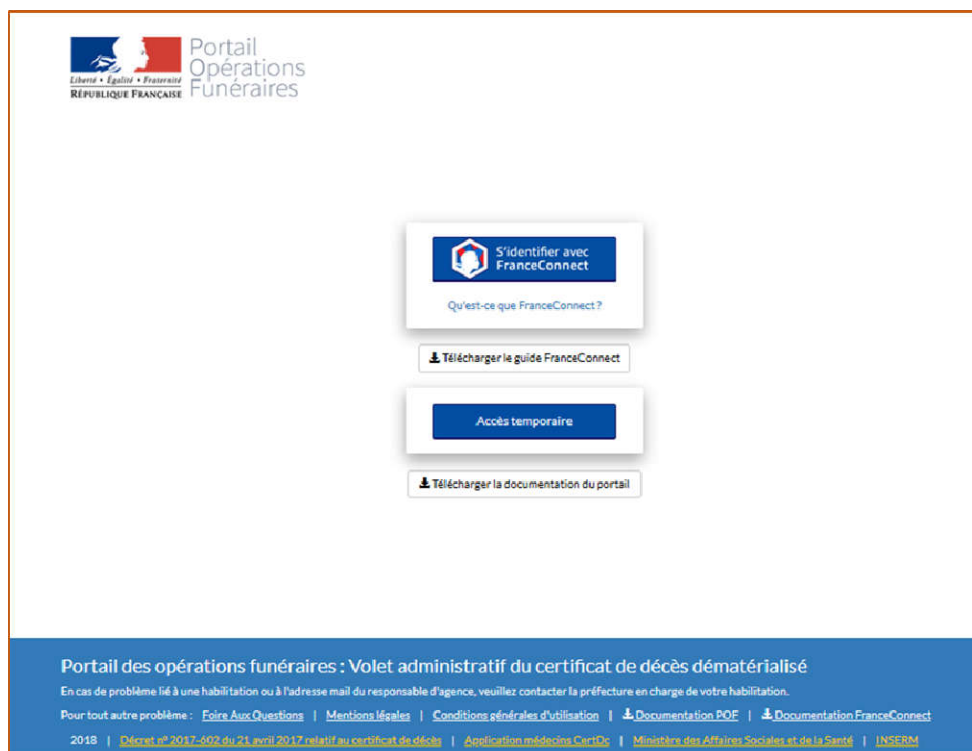 Portail
Opérations
Funéraires
Liberté • Égalité • Fraternité
RÉPUBLIQUE FRANÇAISE
S'identifier avec
FranceConnect
Qu'est-ce que FranceConnect ?
Télécharger le guide FranceConnect
Accès temporaire
Télécharger la documentation du portail
Portail des opérations funéraires : Volet administratif du certificat de décès dématérialisé
En cas de problème lié à une habilitation ou à l'adresse mail du responsable d'agence, veuillez contacter la préfecture en charge de votre habilitation.
Pour tout autre problème : Foire Aux Questions | Mentions légales | Conditions générales d'utilisation | Documentation POF | Documentation FranceConnect
2018 | Décret n° 2017-602 du 21 avril 2017 relatif au certificat de décès | Application médecins CertDc | Ministère des Affaires Sociales et de la Santé | INSERM